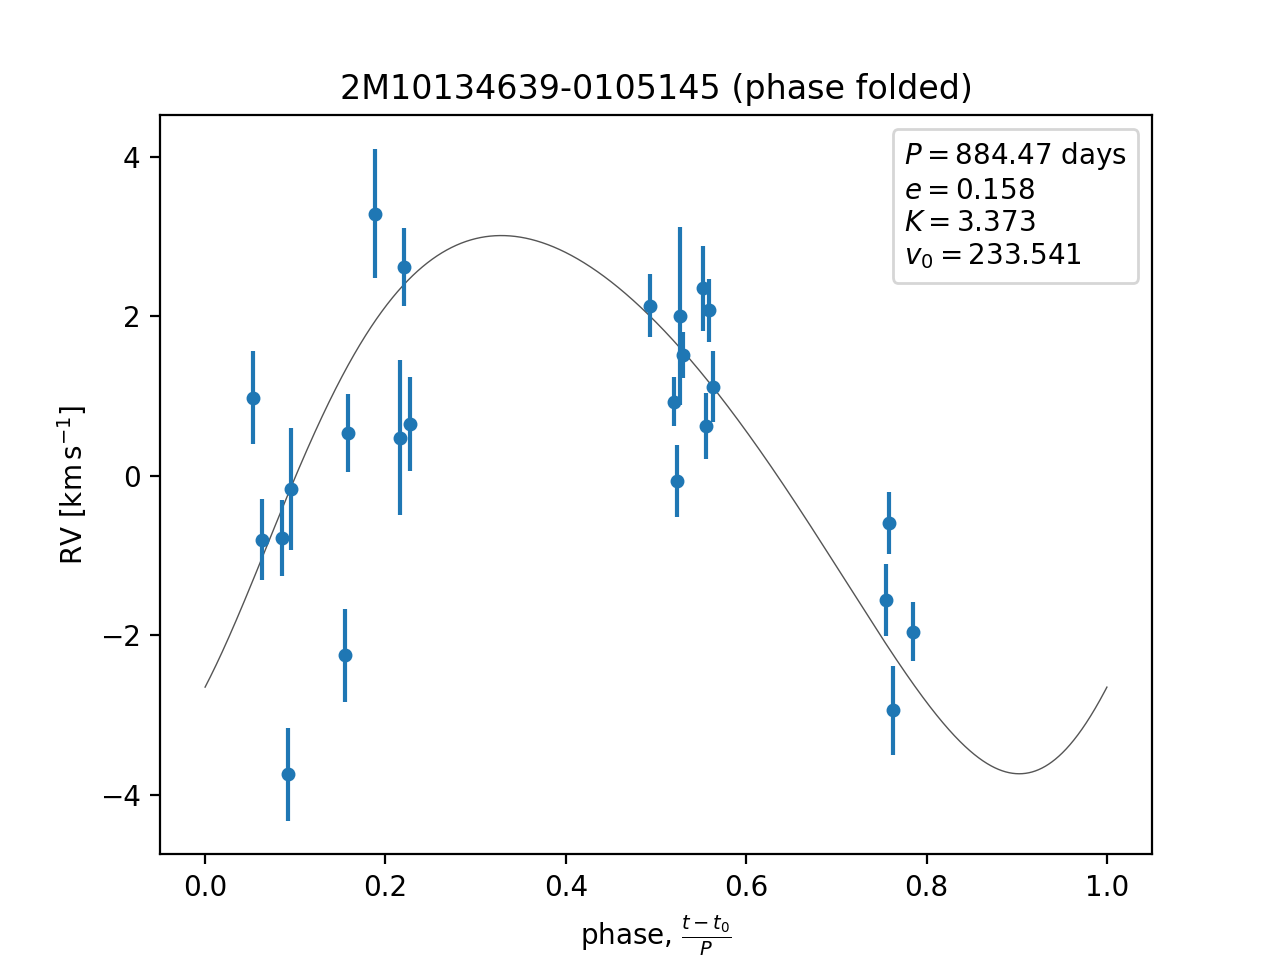 2M10134639-0105145 (phase folded)
P = 884.47 days
e = 0.158
K = 3.373
v₀ = 233.541
RV [km s⁻¹]
4
2
0
−2
−4
0.0 0.2 0.4 0.6 0.8 1.0
phase, (t − t₀)/P